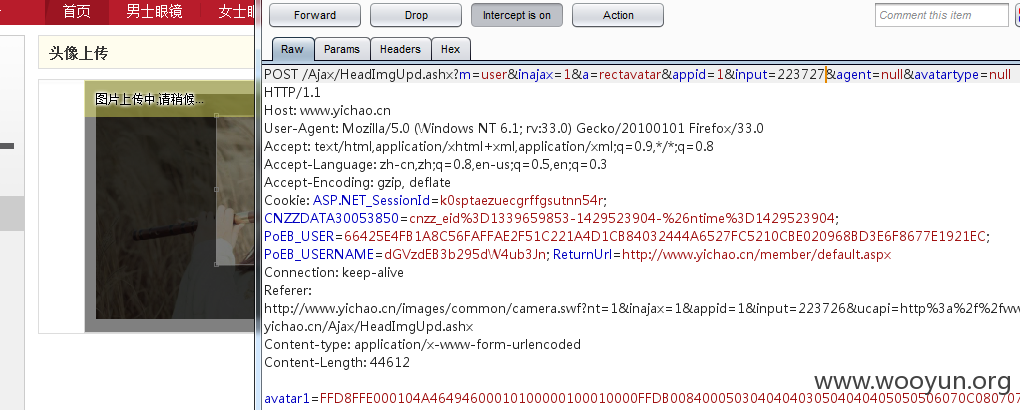 首页
男士眼镜
女士眼
头像上传
图片上传中,请稍候...
Forward
Drop
Intercept is on
Action
Comment this item
Raw
Params
Headers
Hex
POST /Ajax/HeadImgUpd.ashx?m=user&inajax=1&a=rectavatar&appid=1&input=223727&agent=null&avatartype=null
HTTP/1.1
Host: www.yichao.cn
User-Agent: Mozilla/5.0 (Windows NT 6.1; rv:33.0) Gecko/20100101 Firefox/33.0
Accept: text/html,application/xhtml+xml,application/xml;q=0.9,*/*;q=0.8
Accept-Language: zh-cn,zh;q=0.8,en-us;q=0.5,en;q=0.3
Accept-Encoding: gzip, deflate
Cookie: ASP.NET_SessionId=k0sptaezuecgrffgsutnn54r;
CNZZDATA30053850=cnzz_eid%3D1339659853-1429523904-%26ntime%3D1429523904;
PoEB_USER=66425E4FB1A8C56FAFFAE2F51C221A4D1CB84032444A6527FC5210CBE020968BD3E6F8677E1921EC;
PoEB_USERNAME=dGVzdEB3b295dW4ub3Jn; ReturnUrl=http://www.yichao.cn/member/default.aspx
Connection: keep-alive
Referer:
http://www.yichao.cn/images/common/camera.swf?nt=1&inajax=1&appid=1&input=223726&ucapi=http%3a%2f%2fww
yichao.cn/Ajax/HeadImgUpd.ashx
Content-type: application/x-www-form-urlencoded
Content-Length: 44612
avatar1=FFD8FFE000104A46494600010100000100010000FFDB0084000503040404030504040405050506070C080707
www.wooyun.org